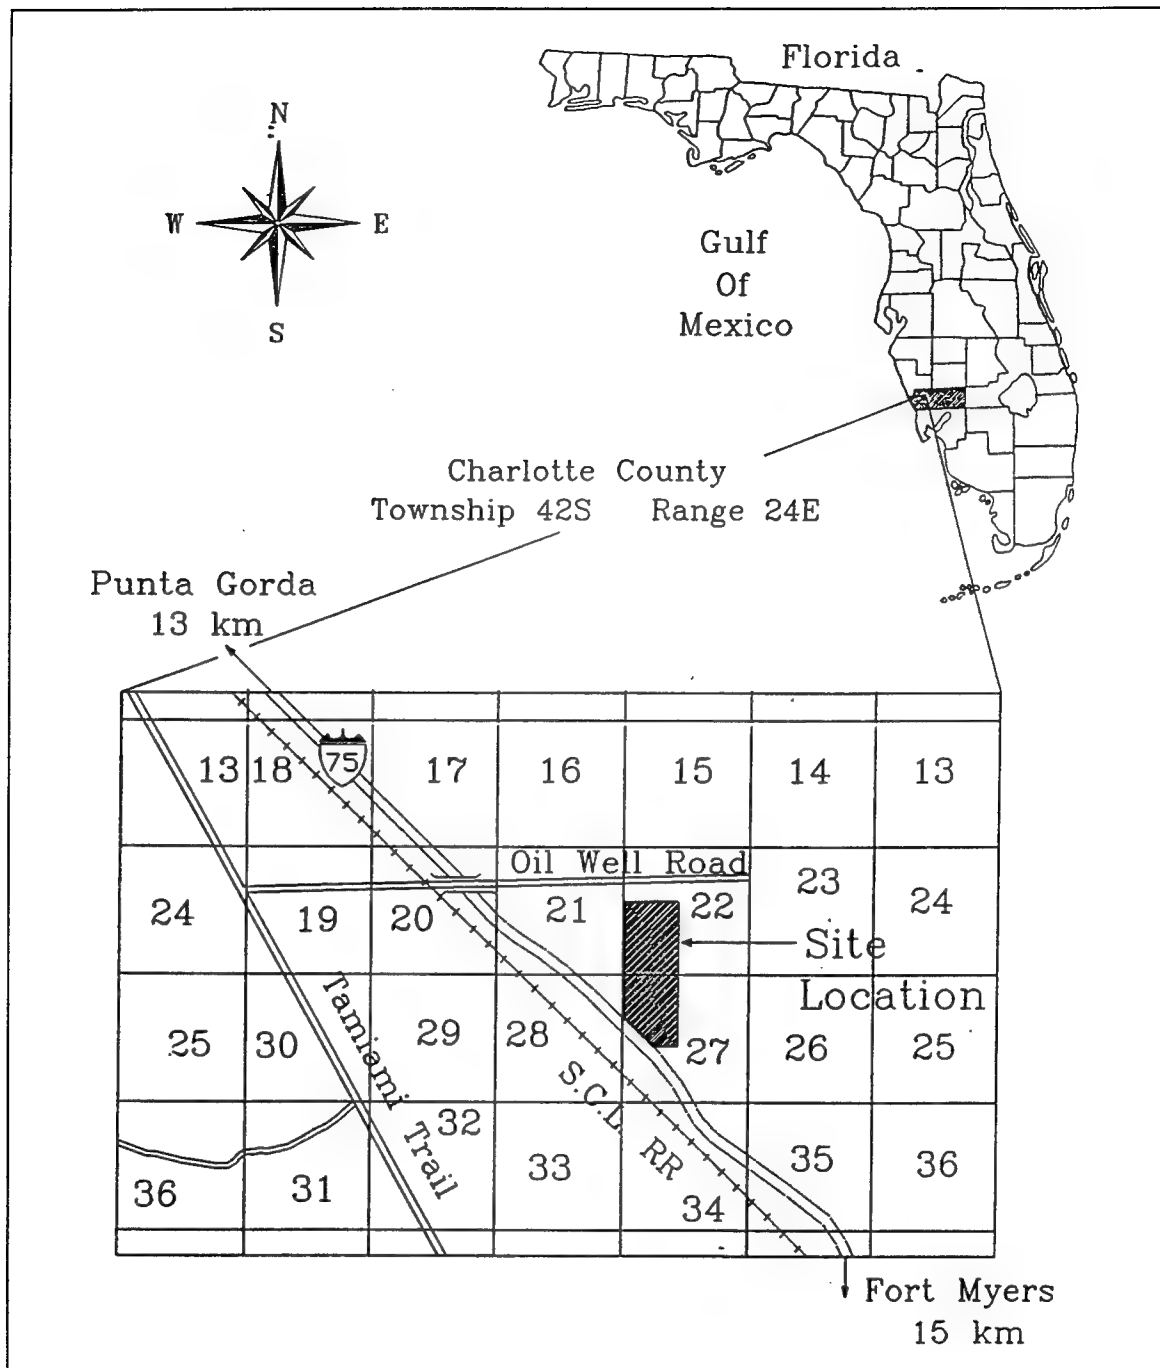 Florida
N
W E
S
Gulf
Of
Mexico
Charlotte County
Township 42S Range 24E
Punta Gorda
13 km
13 18 75 17 16 15 14 13
Oil Well Road
24 19 20 21 22 23 24
Site
Location
Tamiami Trail
25 30 29 28 27 26 25
S.C.L. RR
36 31 32 33 34 35 36
Fort Myers
15 km